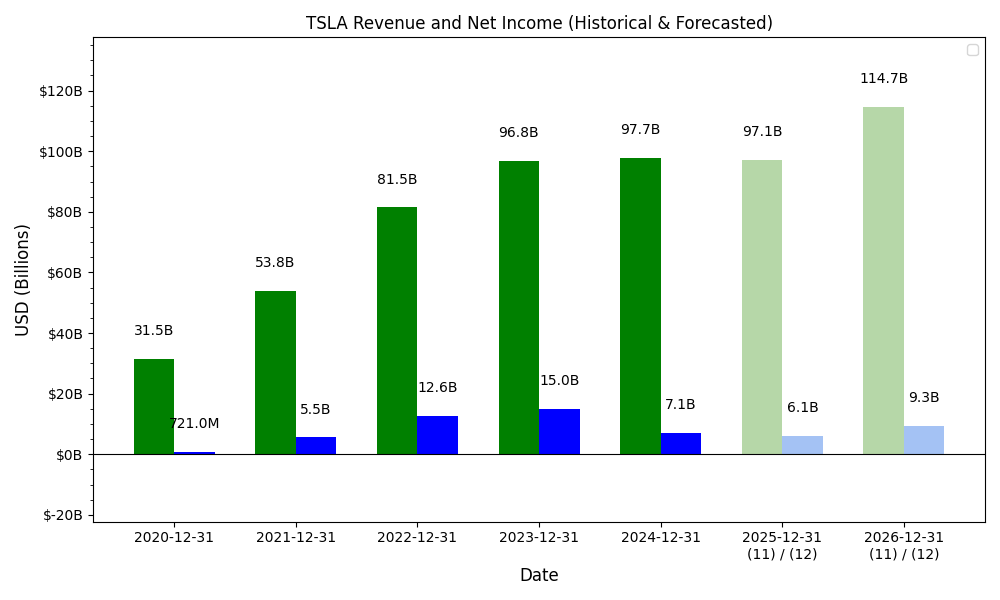 TSLA Revenue and Net Income (Historical & Forecasted)
USD (Billions)
$120B
$100B
$80B
$60B
$40B
$20B
$0B
$-20B
31.5B
721.0M
53.8B
5.5B
81.5B
12.6B
96.8B
15.0B
97.7B
7.1B
97.1B
6.1B
114.7B
9.3B
2020-12-31
2021-12-31
2022-12-31
2023-12-31
2024-12-31
2025-12-31
(11) / (12)
2026-12-31
(11) / (12)
Date